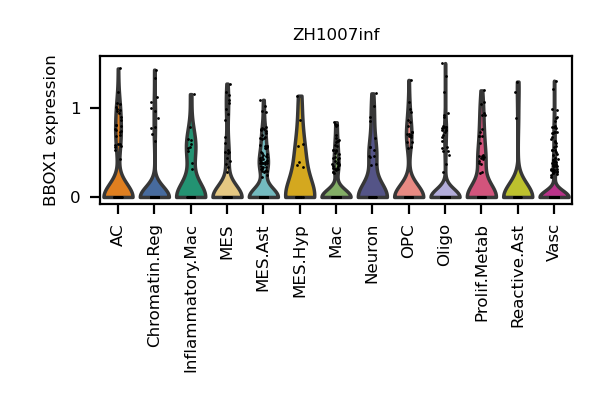 ZH1007inf
BBOX1 expression
1
0
AC
Chromatin.Reg
Inflammatory.Mac
MES
MES.Ast
MES.Hyp
Mac
Neuron
OPC
Oligo
Prolif.Metab
Reactive.Ast
Vasc